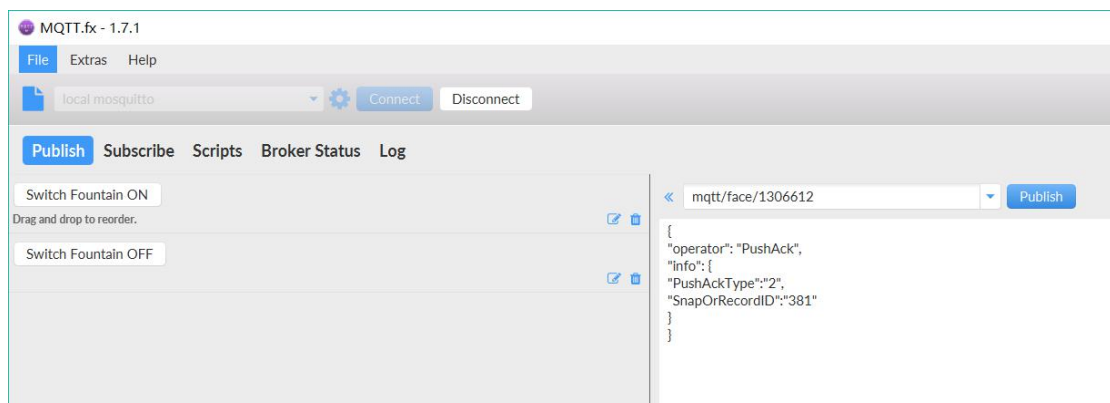 MQTT.fx - 1.7.1
File Extras Help
local mosquitto Connect Disconnect
Publish Subscribe Scripts Broker Status Log
Switch Fountain ON
Drag and drop to reorder.
Switch Fountain OFF
« mqtt/face/1306612 Publish
{
"operator": "PushAck",
"info": {
"PushAckType":"2",
"SnapOrRecordID":"381"
}
}